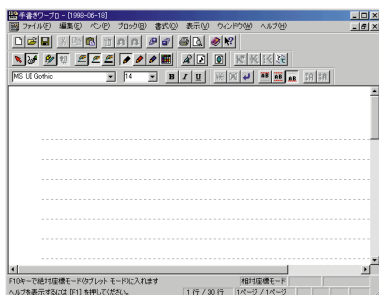 手書きワープロ - [1998-06-18]
ファイル(F) 編集(E) ペン(P) ブロック(B) 書式(O) 表示(V) ウィンドウ(W) ヘルプ(H)
MS UI Gothic 14 B I U
F10キーで絶対座標モード(タブレット モード)に入れます 相対座標モード
ヘルプを表示するには [F1] を押してください。 1 行 / 30 行 1ページ / 1ページ